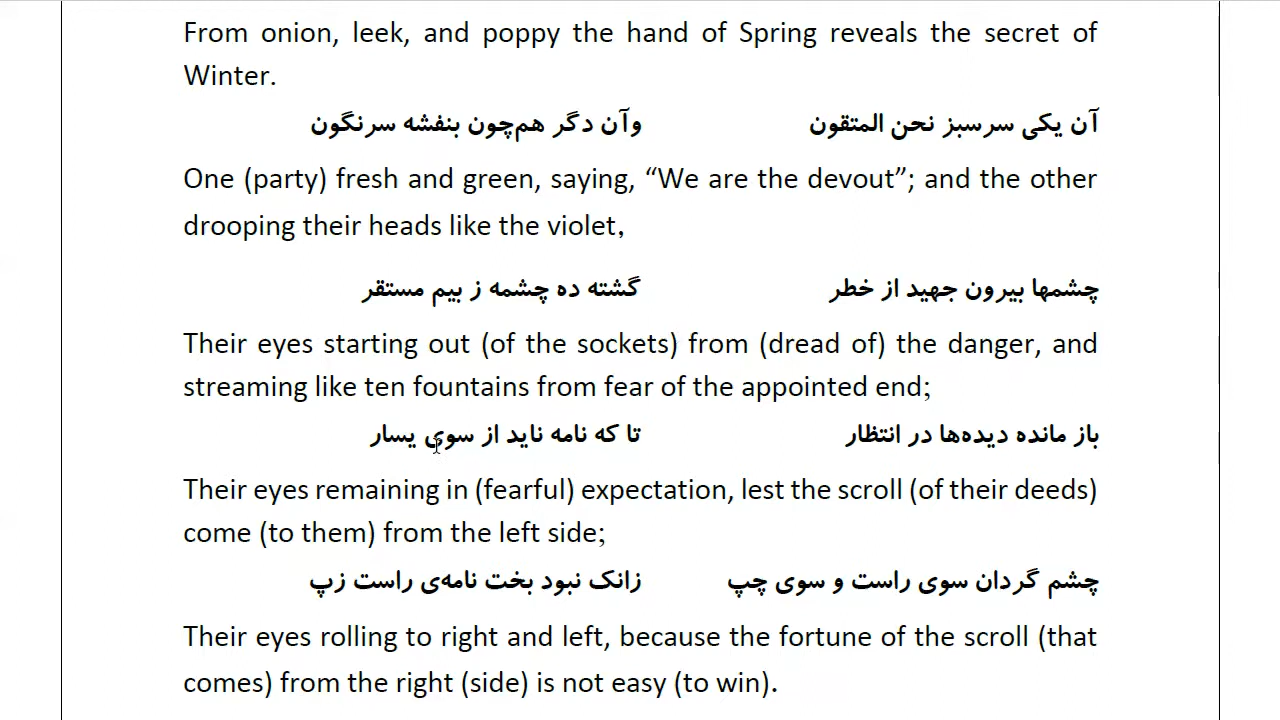 From onion, leek, and poppy the hand of Spring reveals the secret of
Winter.
آن یکی سرسبز نحن المتقون وآن دگر هم‌چون بنفشه سرنگون
One (party) fresh and green, saying, “We are the devout”; and the other
drooping their heads like the violet,
چشمها بیرون جهید از خطر گشته ده چشمه ز بیم مستقر
Their eyes starting out (of the sockets) from (dread of) the danger, and
streaming like ten fountains from fear of the appointed end;
باز مانده دیده‌ها در انتظار تا که نامه ناید از سوی یسار
Their eyes remaining in (fearful) expectation, lest the scroll (of their deeds)
come (to them) from the left side;
چشم گردان سوی راست و سوی چپ زانک نبود بخت نامه‌ی راست زپ
Their eyes rolling to right and left, because the fortune of the scroll (that
comes) from the right (side) is not easy (to win).